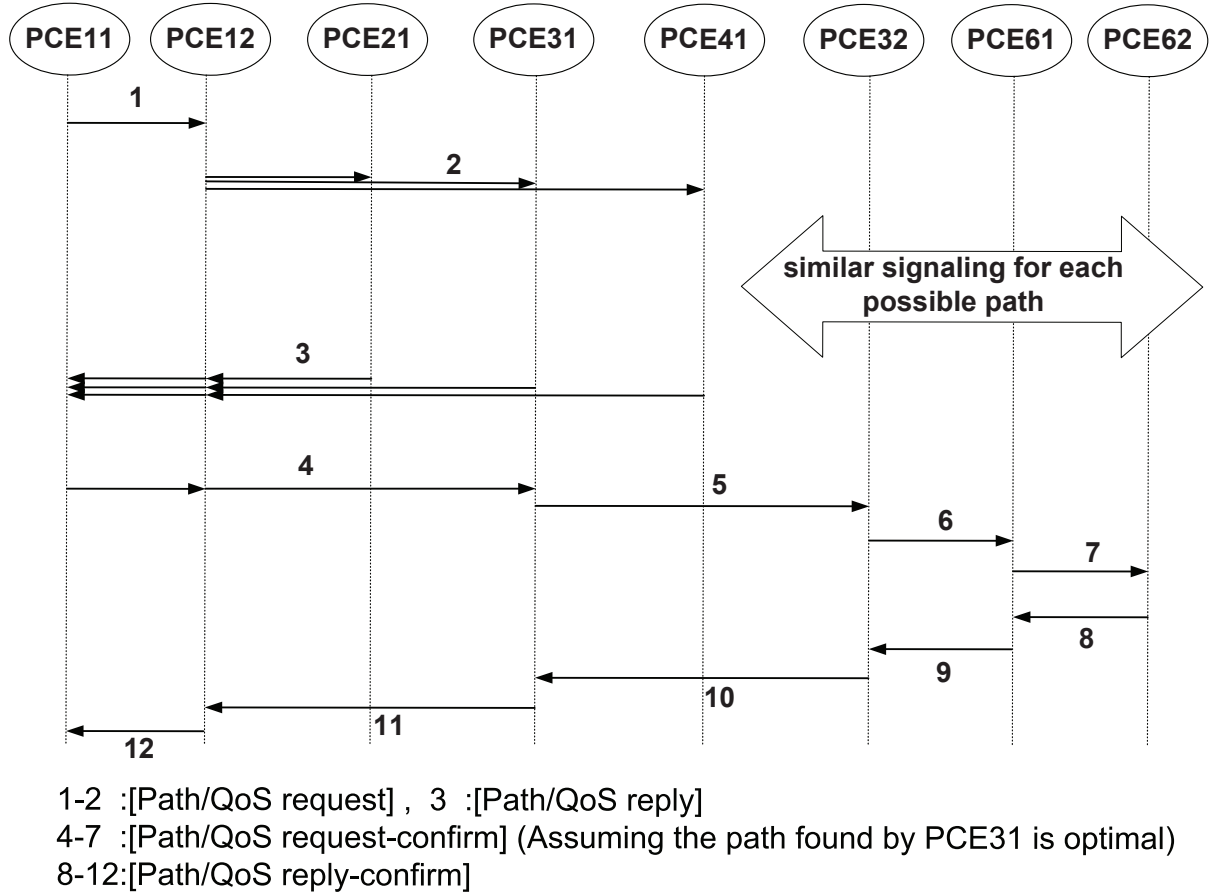 PCE11 PCE12 PCE21 PCE31 PCE41 PCE32 PCE61 PCE62
1
2
similar signaling for each
possible path
3
4
5
6
7
8
9
10
11
12
1-2 :[Path/QoS request] , 3 :[Path/QoS reply]
4-7 :[Path/QoS request-confirm] (Assuming the path found by PCE31 is optimal)
8-12:[Path/QoS reply-confirm]